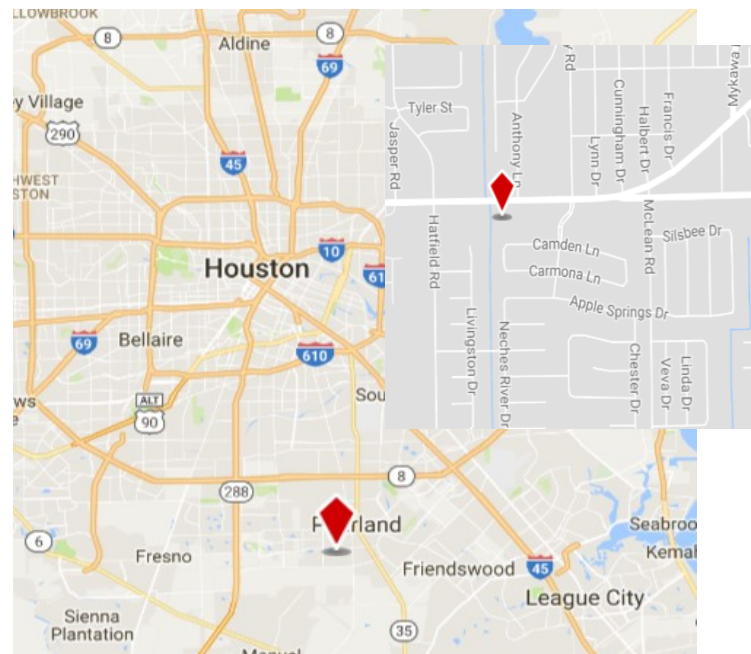 LLOWBROOK
8
Aldine
8
69
ey Village
290
HWEST
STON
45
Houston
10
61
69
Bellaire
610
ws
e
ALT
90
Sou
288
8
6
Fresno
Friendswood
45
Seabroo
Kemah
League City
Sienna
Plantation
35
Tyler St
Jasper Rd
Anthony Ln
y Rd
Lynn Dr
Cunningham Dr
Halbert Dr
Francis Dr
Mykawa
Hatfield Rd
Camden Ln
Carmona Ln
McLean Rd
Silsbee Dr
Apple Springs Dr
Livingston Dr
Neches River Dr
Chester Dr
Veva Dr
Linda Dr